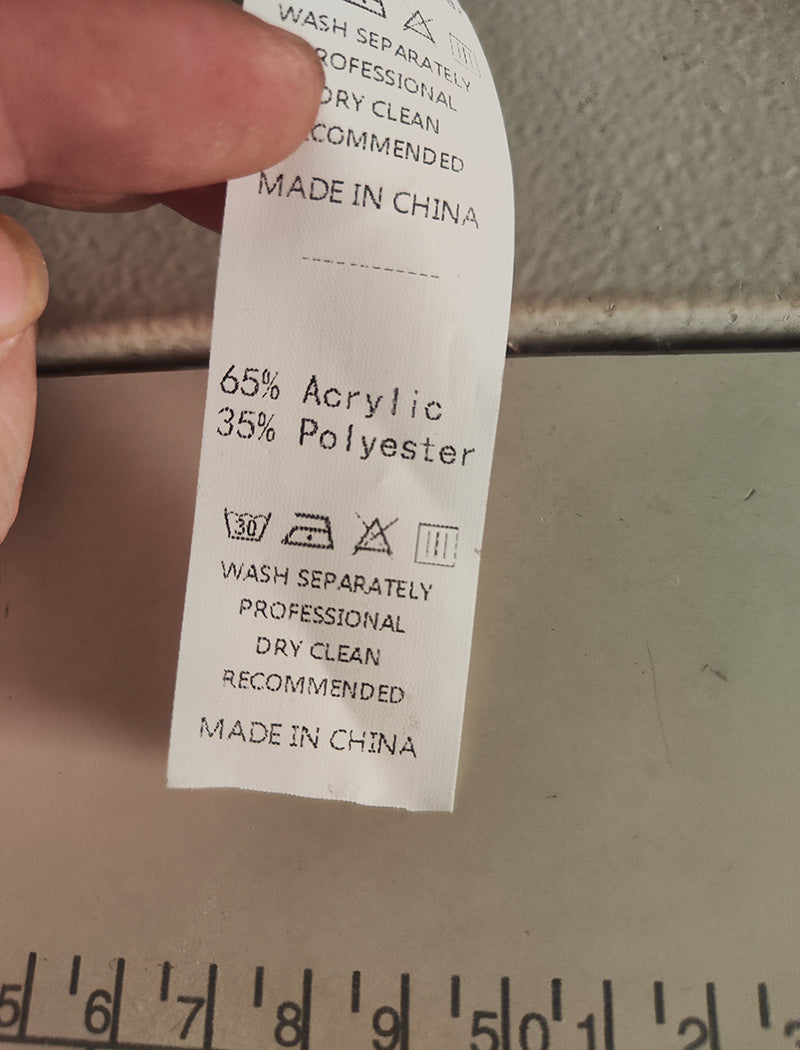 WASH SEPARATELY
PROFESSIONAL
DRY CLEAN
RECOMMENDED
MADE IN CHINA
65% Acrylic
35% Polyester
30
WASH SEPARATELY
PROFESSIONAL
DRY CLEAN
RECOMMENDED
MADE IN CHINA
5 6 7 8 9 50 1 2